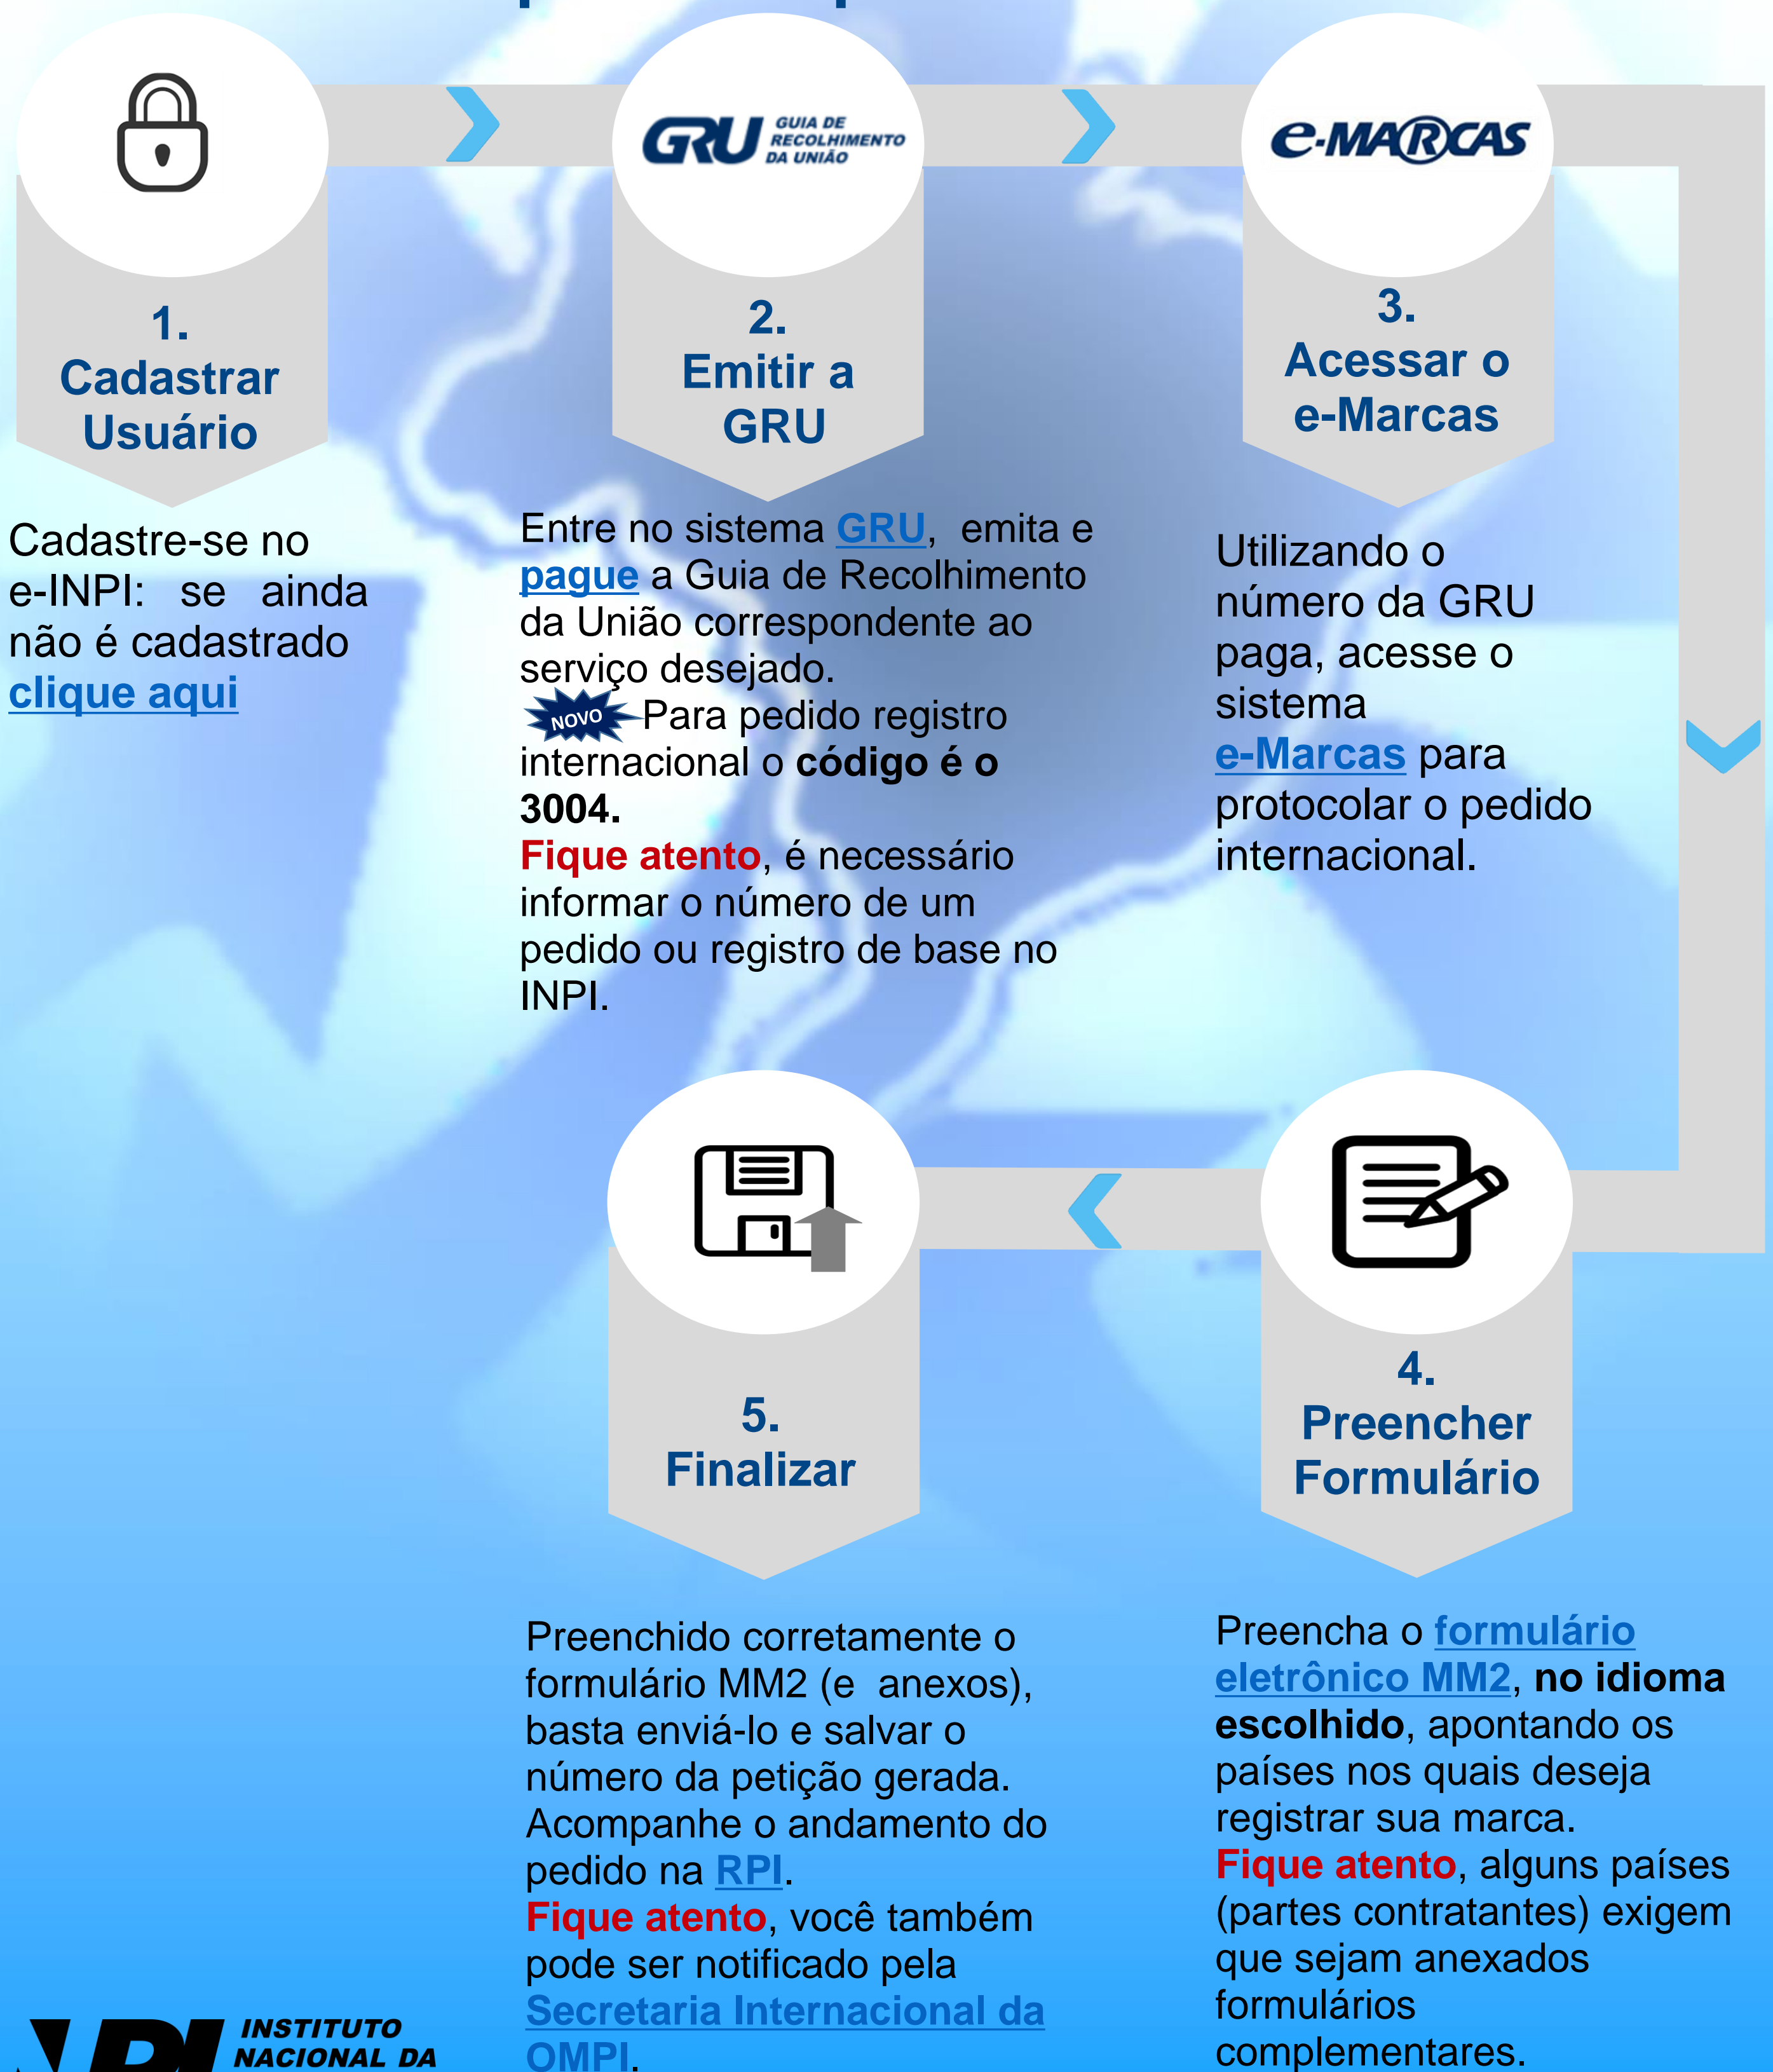 GRU GUIA DE
RECOLHIMENTO
DA UNIÃO
e-MARCAS
1.
Cadastrar
Usuário
2.
Emitir a
GRU
3.
Acessar o
e-Marcas
Cadastre-se no
e-INPI: se ainda
não é cadastrado
clique aqui
Entre no sistema GRU, emita e
pague a Guia de Recolhimento
da União correspondente ao
serviço desejado.
NOVO Para pedido registro
internacional o código é o
3004.
Fique atento, é necessário
informar o número de um
pedido ou registro de base no
INPI.
Utilizando o
número da GRU
paga, acesse o
sistema
e-Marcas para
protocolar o pedido
internacional.
4.
Preencher
Formulário
Preencha o formulário
eletrônico MM2, no idioma
escolhido, apontando os
países nos quais deseja
registrar sua marca.
Fique atento, alguns países
(partes contratantes) exigem
que sejam anexados
formulários
complementares.
5.
Finalizar
Preenchido corretamente o
formulário MM2 (e anexos),
basta enviá-lo e salvar o
número da petição gerada.
Acompanhe o andamento do
pedido na RPI.
Fique atento, você também
pode ser notificado pela
Secretaria Internacional da
OMPI.
INSTITUTO
NACIONAL DA